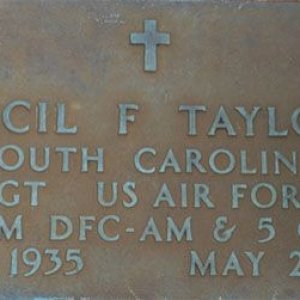 CIL F TAYLO
OUTH CAROLIN
GT US AIR FOR
M DFC-AM & 5
1935 MAY 2